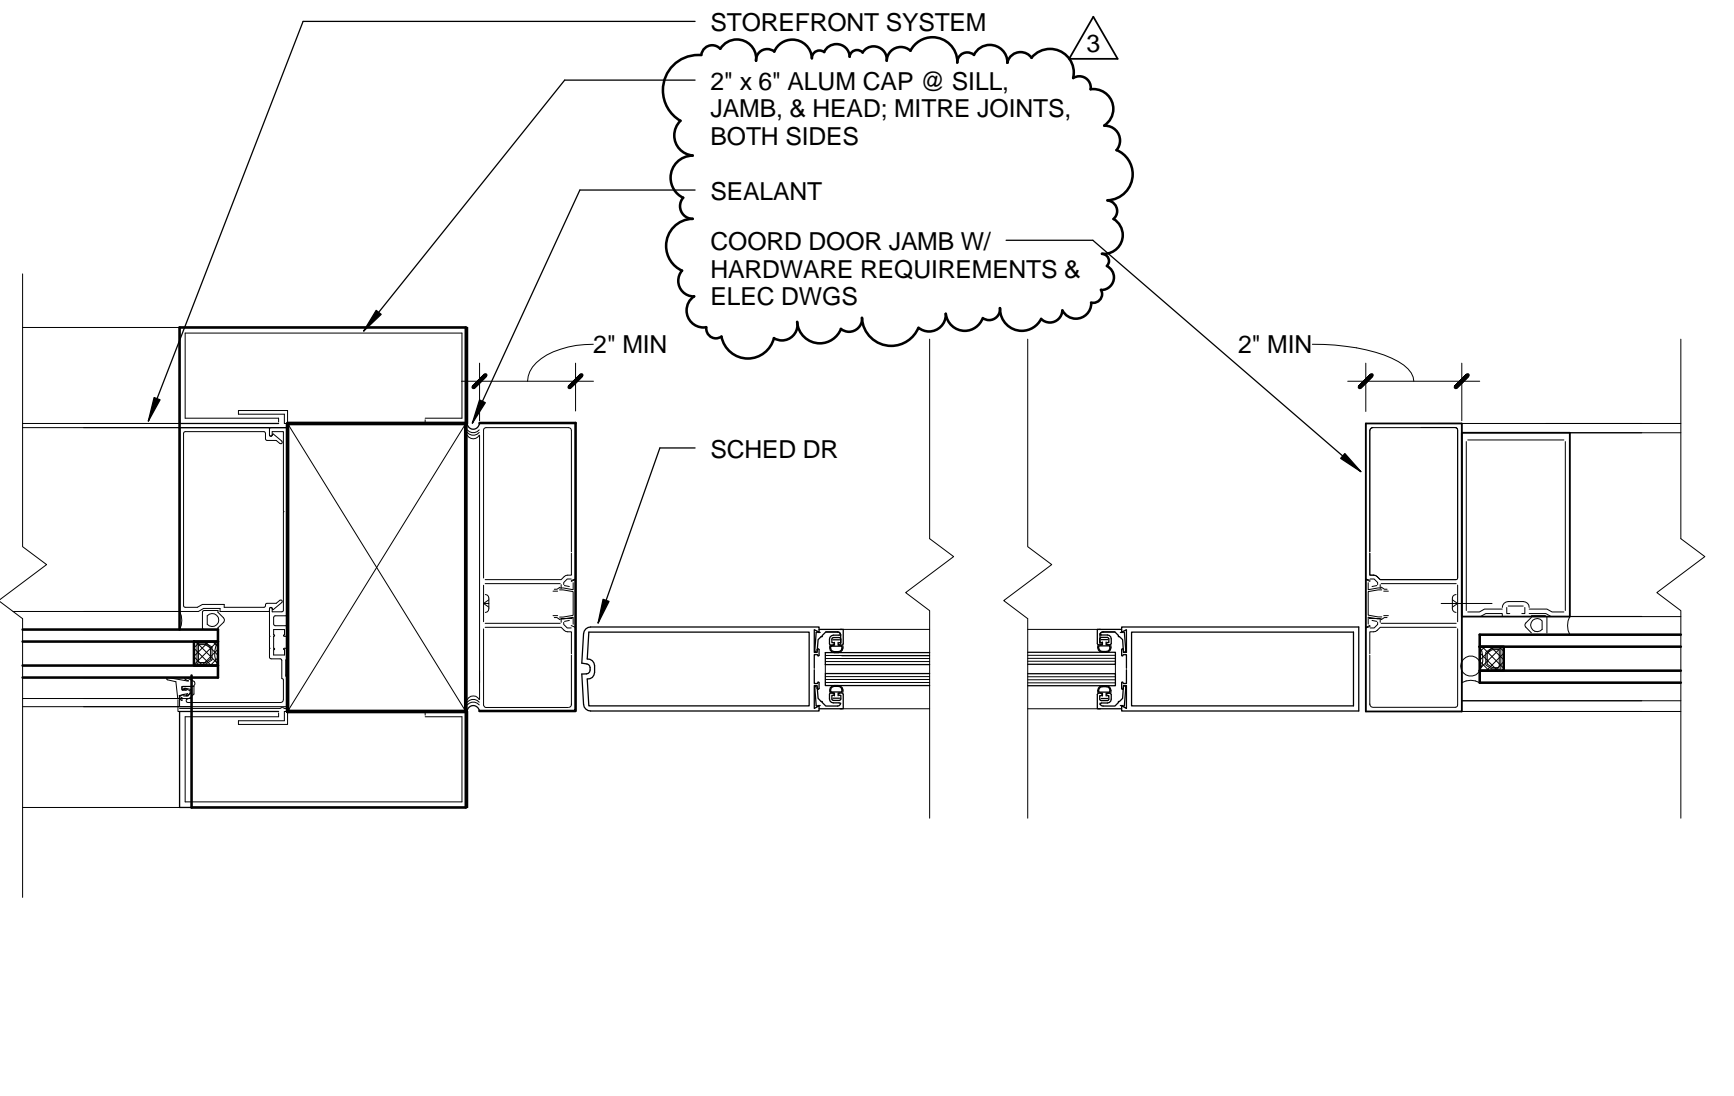 STOREFRONT SYSTEM
3
2" x 6" ALUM CAP @ SILL,
JAMB, & HEAD; MITRE JOINTS,
BOTH SIDES
SEALANT
COORD DOOR JAMB W/
HARDWARE REQUIREMENTS &
ELEC DWGS
2" MIN
2" MIN
SCHED DR